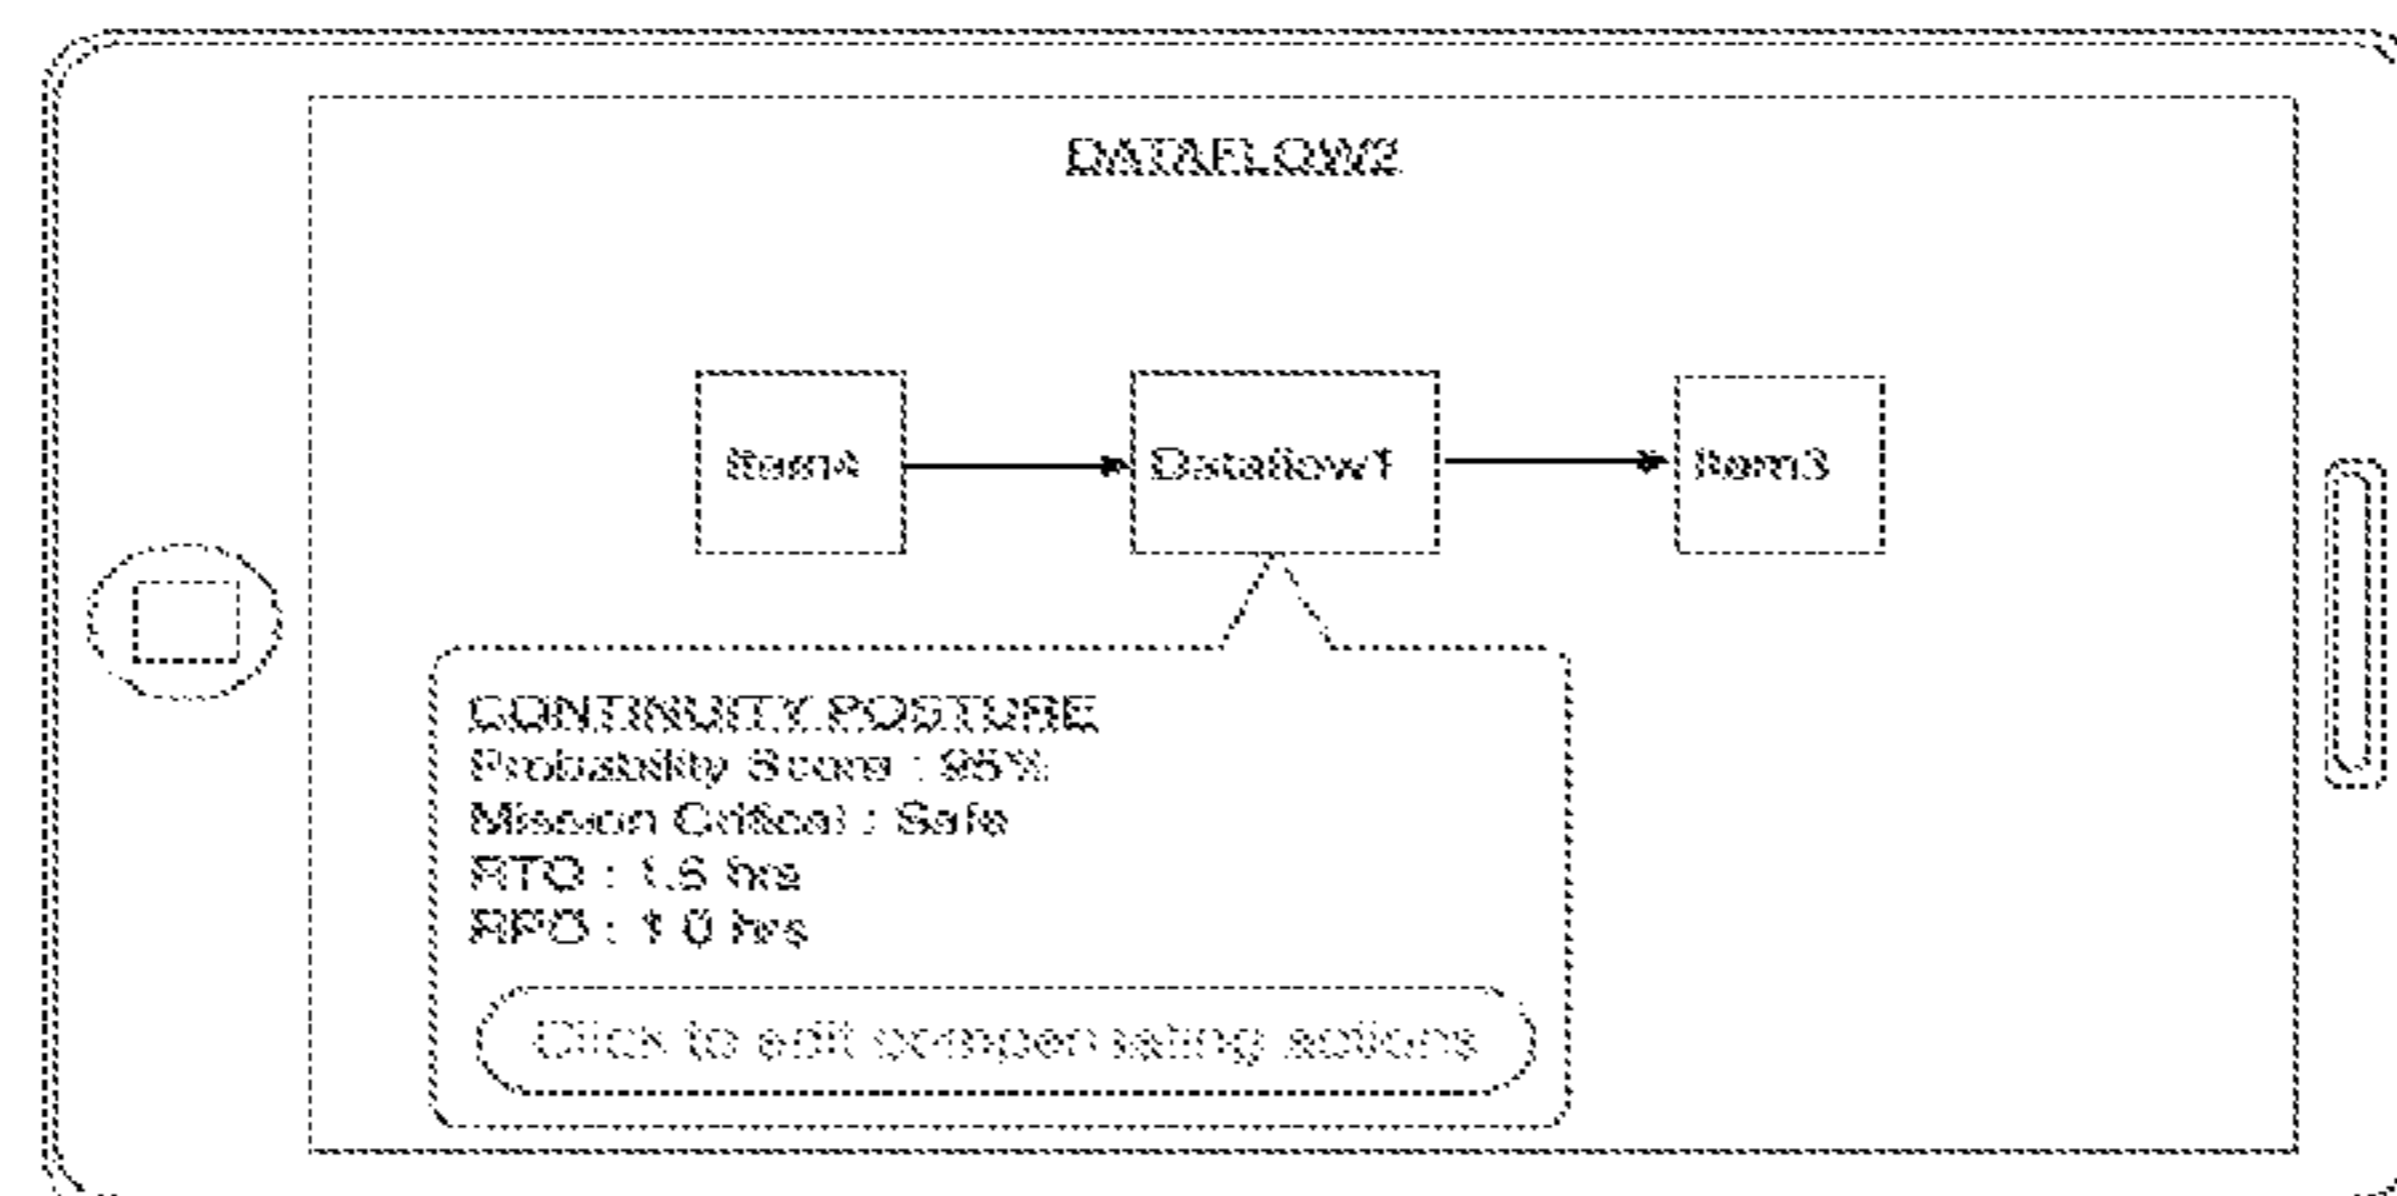 DATAFLOW2
Item4
Dataflow1
Item3
CONTINUITY POSTURE
Probability Score : 95%
Mission Critical : Safe
RTO : 1.5 hrs
RPO : 1.0 hrs
Click to edit compensating actions